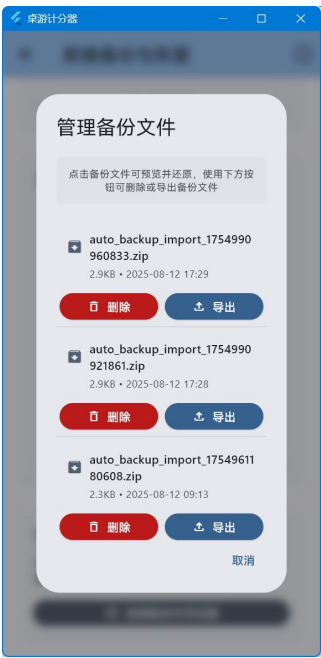 桌游计分器
管理备份文件
点击备份文件可预览并还原，使用下方按
钮可删除或导出备份文件
auto_backup_import_1754990
960833.zip
2.9KB • 2025-08-12 17:29
删除
导出
auto_backup_import_1754990
921861.zip
2.9KB • 2025-08-12 17:28
删除
导出
auto_backup_import_17549611
80608.zip
2.3KB • 2025-08-12 09:13
删除
导出
取消